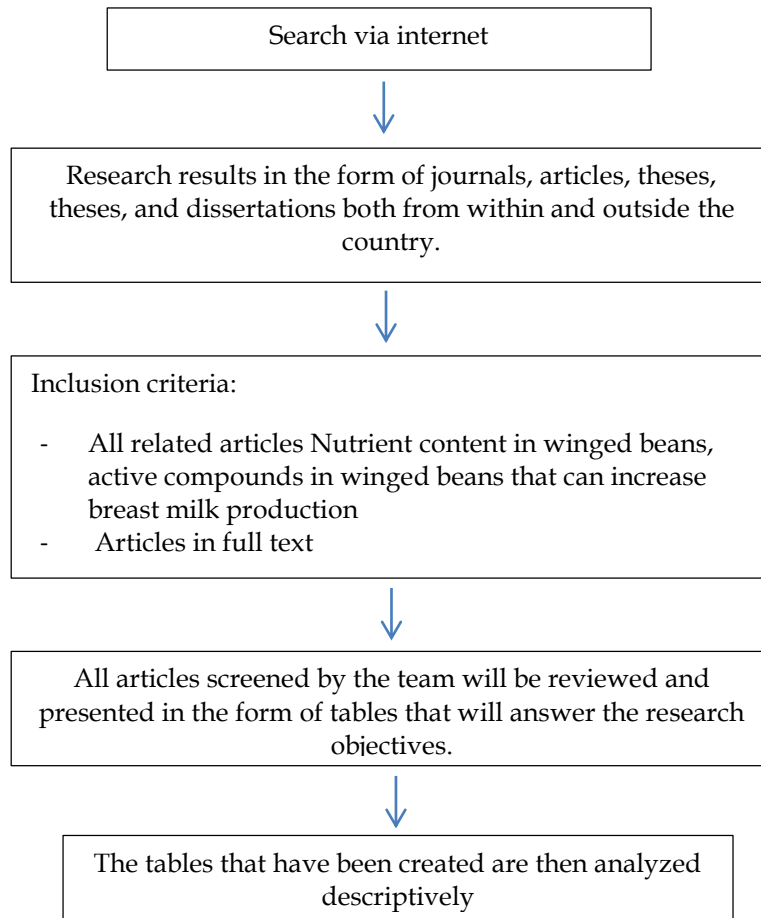 Search via internet
Research results in the form of journals, articles, theses,
theses, and dissertations both from within and outside the
country.
Inclusion criteria:
- All related articles Nutrient content in winged beans,
active compounds in winged beans that can increase
breast milk production
- Articles in full text
All articles screened by the team will be reviewed and
presented in the form of tables that will answer the research
objectives.
The tables that have been created are then analyzed
descriptively